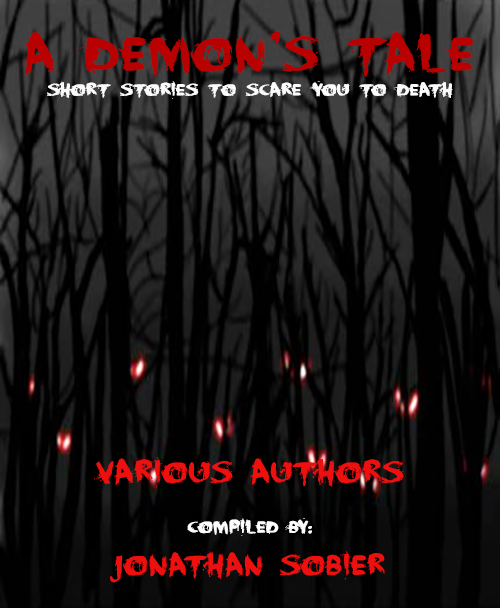 A DEMON'S TALE
SHORT STORIES TO SCARE YOU TO DEATH
VARIOUS AUTHORS
COMPILED BY:
JONATHAN SOBIER